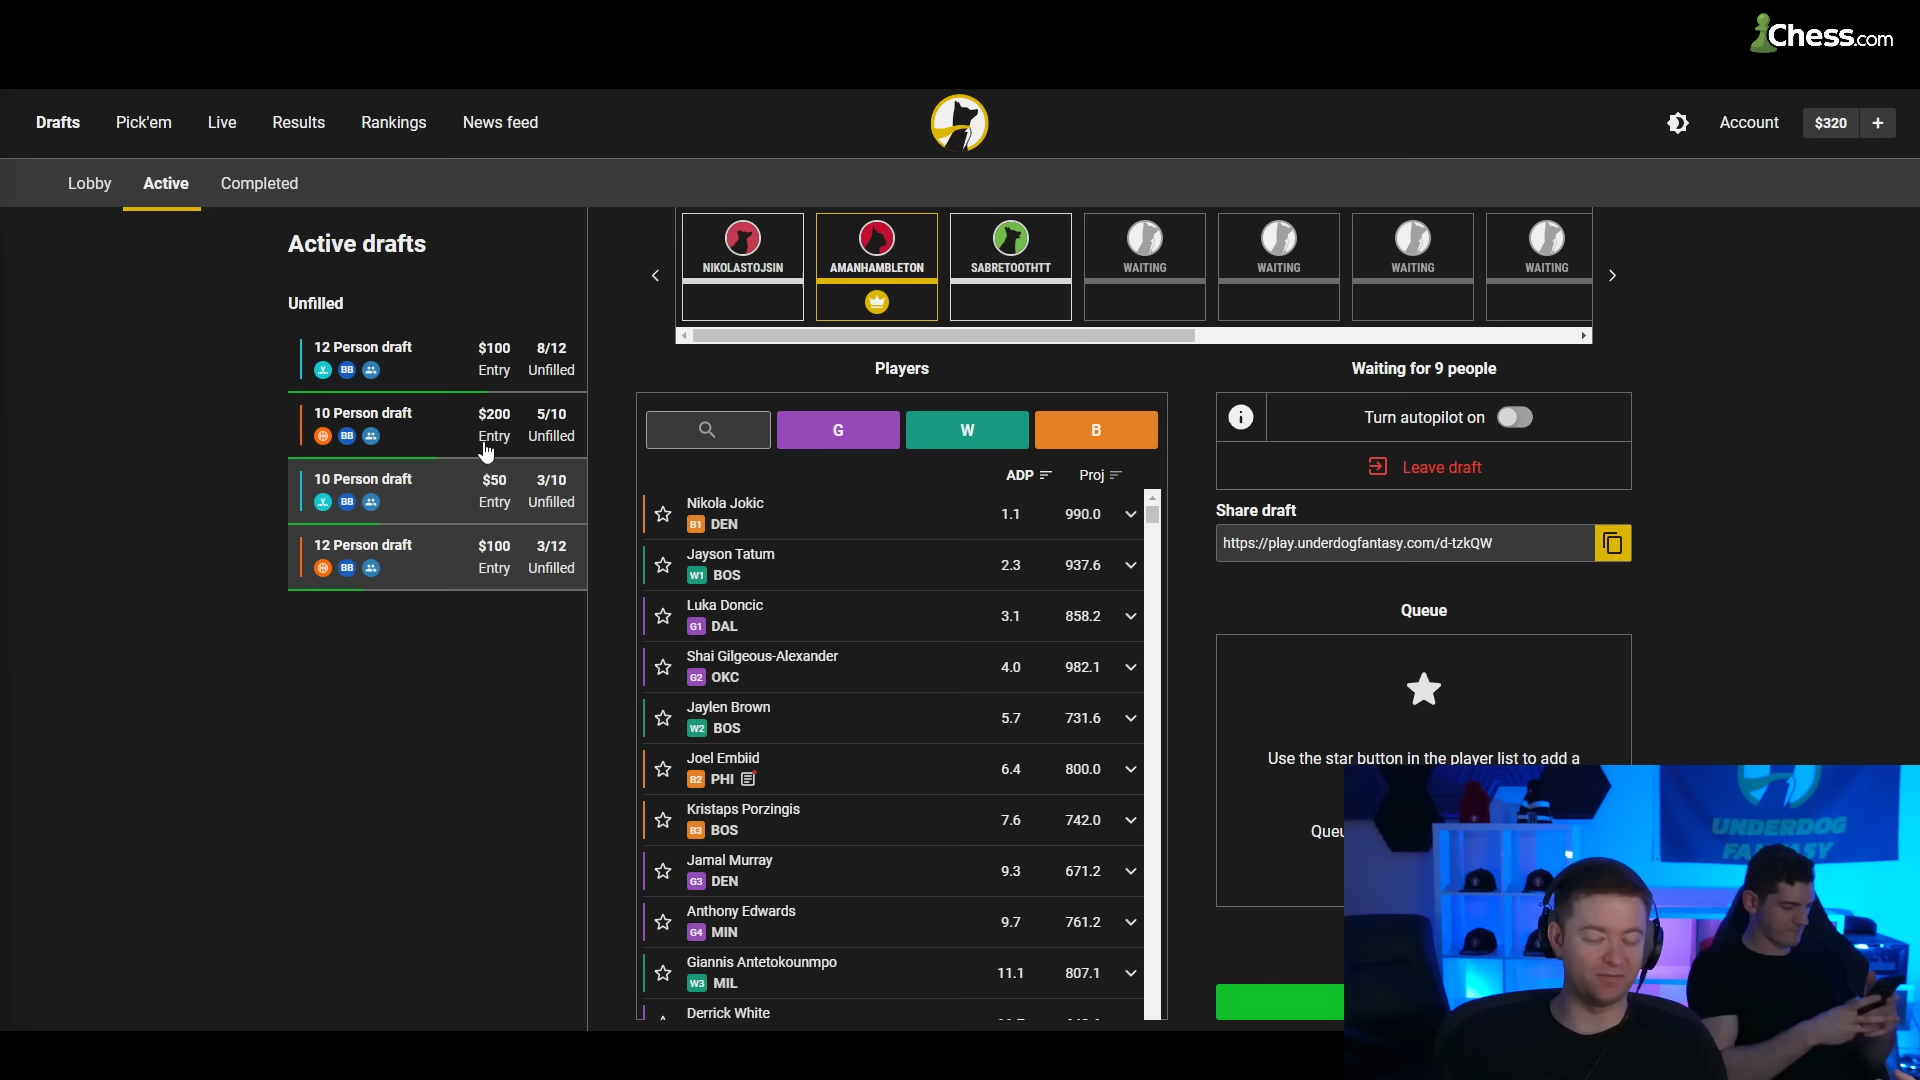 Chess.com
Drafts Pick'em Live Results Rankings News feed
Account $320 +
Lobby Active Completed
Active drafts
Unfilled
12 Person draft $100 8/12
BB Entry Unfilled
10 Person draft $200 5/10
BB Entry Unfilled
10 Person draft $50 3/10
BB Entry Unfilled
12 Person draft $100 3/12
BB Entry Unfilled
NIKOLASTOJSIN AMANHAMBLETON SABRETOOTHTT WAITING WAITING WAITING WAITING
Players
G W B
ADP Proj
Nikola Jokic
B1 DEN 1.1 990.0
Jayson Tatum
W1 BOS 2.3 937.6
Luka Doncic
G1 DAL 3.1 858.2
Shai Gilgeous-Alexander
G2 OKC 4.0 982.1
Jaylen Brown
W2 BOS 5.7 731.6
Joel Embiid
B2 PHI 6.4 800.0
Kristaps Porzingis
B3 BOS 7.6 742.0
Jamal Murray
G3 DEN 9.3 671.2
Anthony Edwards
G4 MIN 9.7 761.2
Giannis Antetokounmpo
W3 MIL 11.1 807.1
Derrick White
Waiting for 9 people
Turn autopilot on
Leave draft
Share draft
https://play.underdogfantasy.com/d-tzkQW
Queue
Use the star button in the player list to add a
UNDERDOG
FANTASY